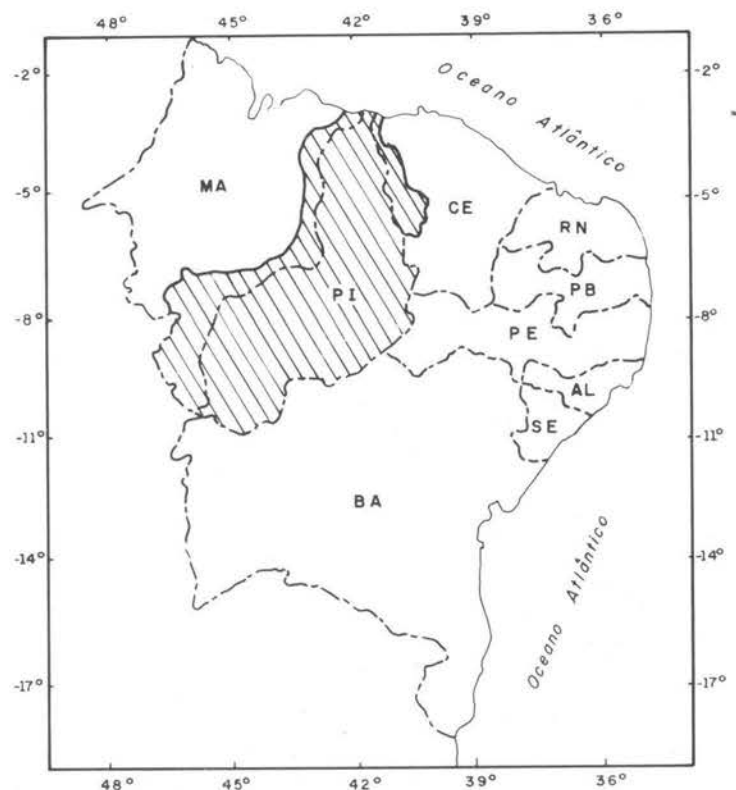 48° 45° 42° 39° 36°
-2° -2°
Oceano Atlântico
-5° -5°
MA
CE
RN
PI
PB
-8° -8°
PE
AL
-11° -11°
SE
BA
-14° -14°
Oceano Atlântico
-17° -17°
48° 45° 42° 39° 36°